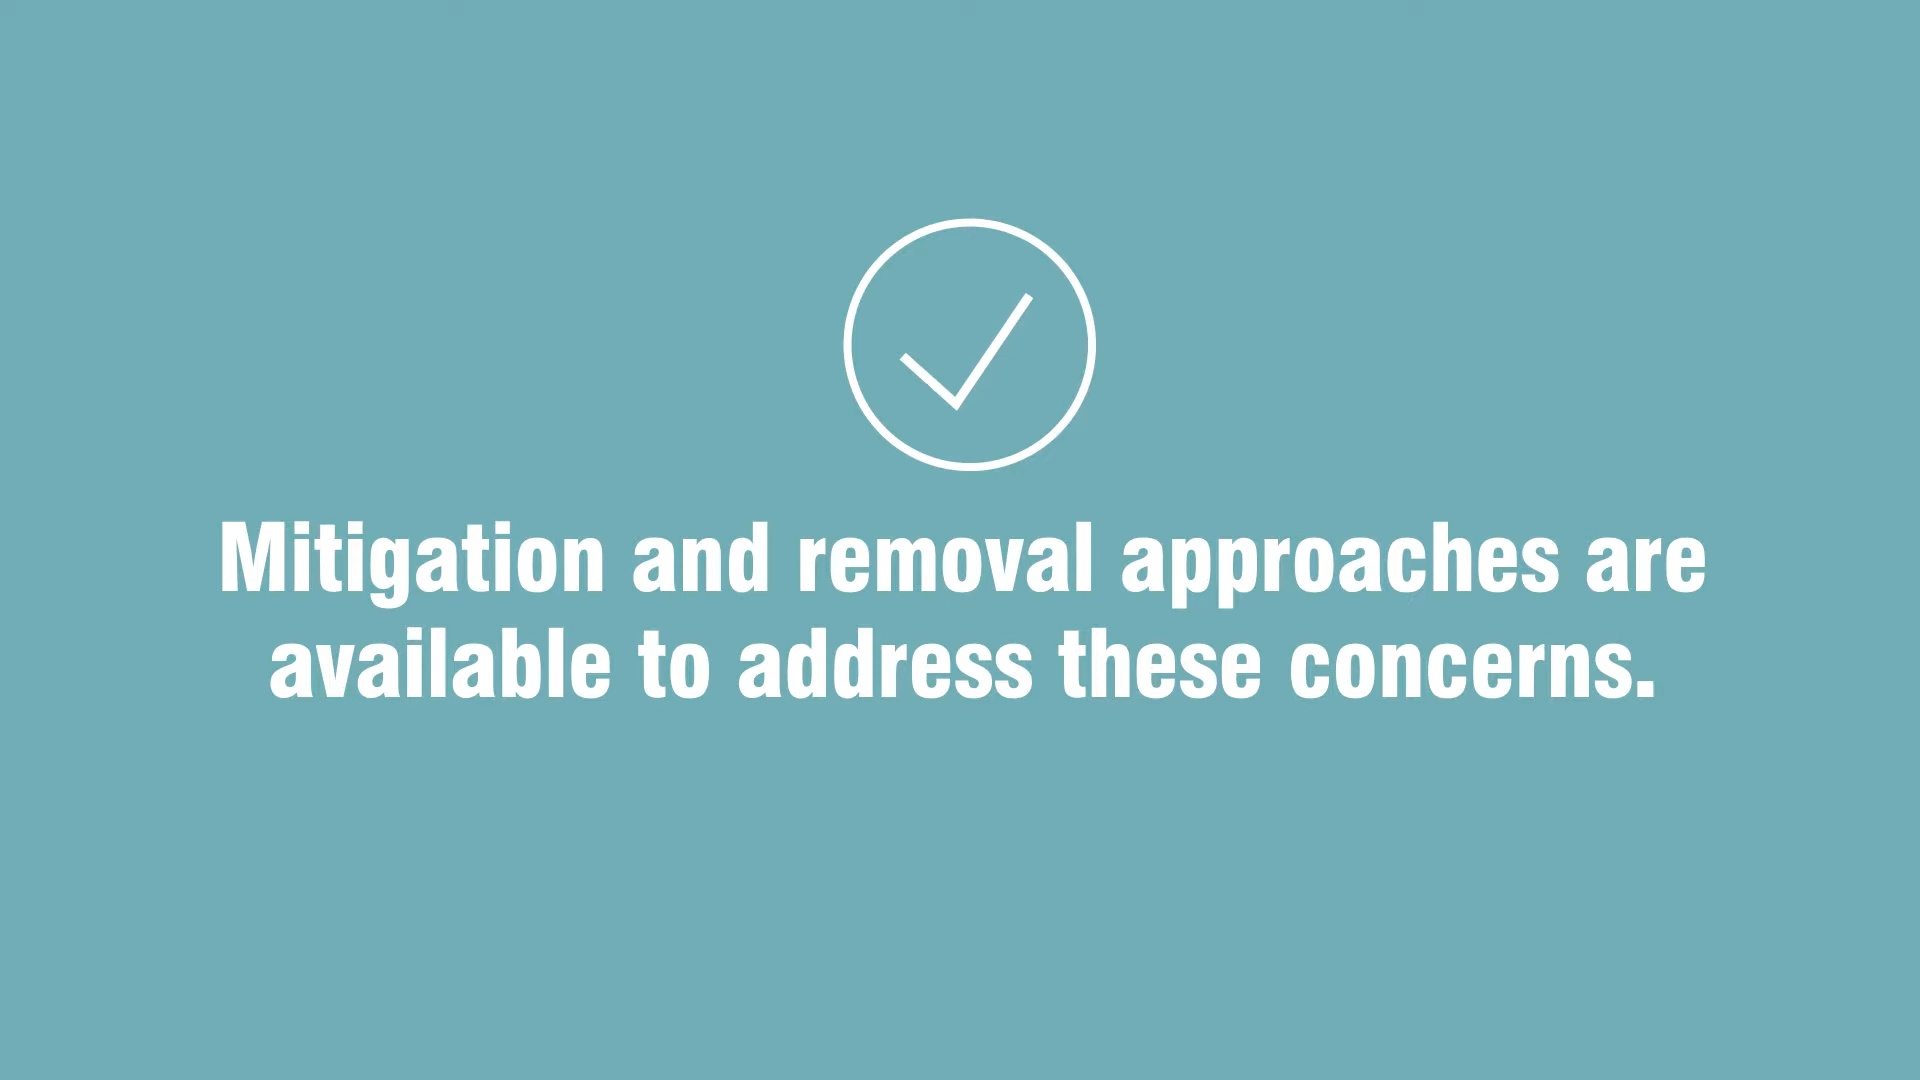 Mitigation and removal approaches are
available to address these concerns.